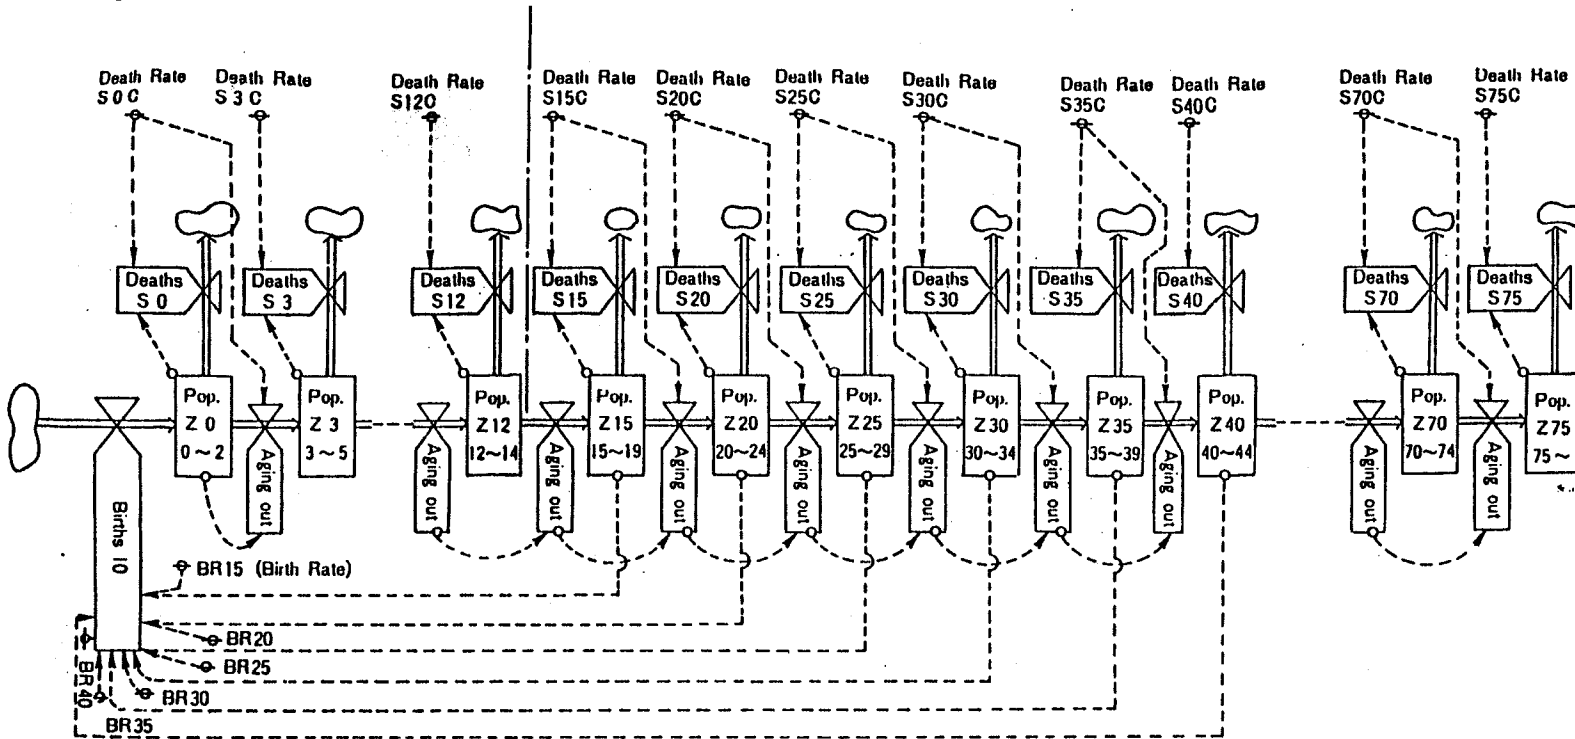 Death Rate
S0C
Death Rate
S3C
Death Rate
S12C
Death Rate
S15C
Death Rate
S20C
Death Rate
S25C
Death Rate
S30C
Death Rate
S35C
Death Rate
S40C
Death Rate
S70C
Death Rate
S75C
Deaths
S0
Deaths
S3
Deaths
S12
Deaths
S15
Deaths
S20
Deaths
S25
Deaths
S30
Deaths
S35
Deaths
S40
Deaths
S70
Deaths
S75
Pop.
Z0
0~2
Pop.
Z3
3~5
Pop.
Z12
12~14
Pop.
Z15
15~19
Pop.
Z20
20~24
Pop.
Z25
25~29
Pop.
Z30
30~34
Pop.
Z35
35~39
Pop.
Z40
40~44
Pop.
Z70
70~74
Pop.
Z75
75~
Aging out
Aging out
Aging out
Aging out
Aging out
Aging out
Aging out
Aging out
Aging out
Aging out
Births 10
BR15 (Birth Rate)
BR20
BR25
BR30
BR40
BR35